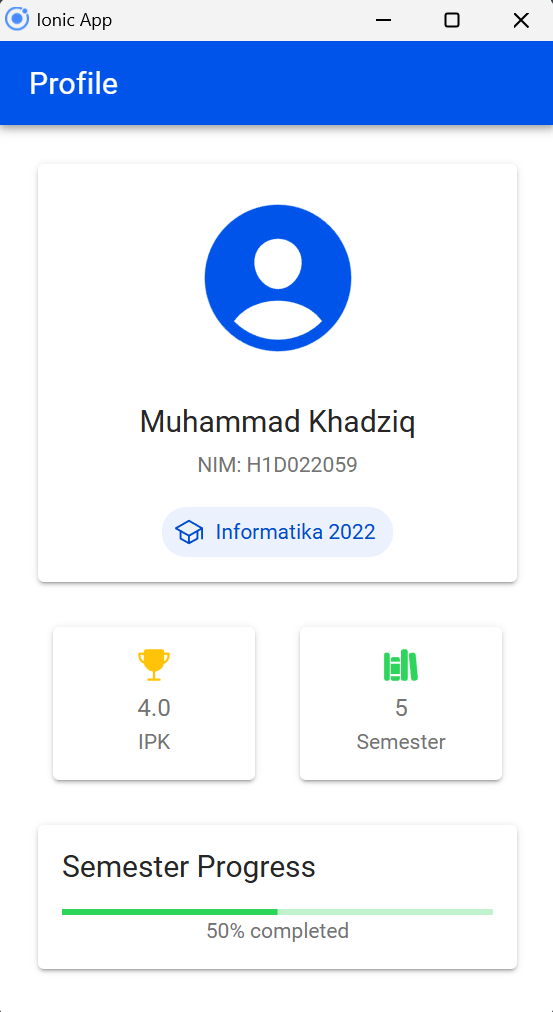 Ionic App
Profile
Muhammad Khadziq
NIM: H1D022059
Informatika 2022
4.0
IPK
5
Semester
Semester Progress
50% completed